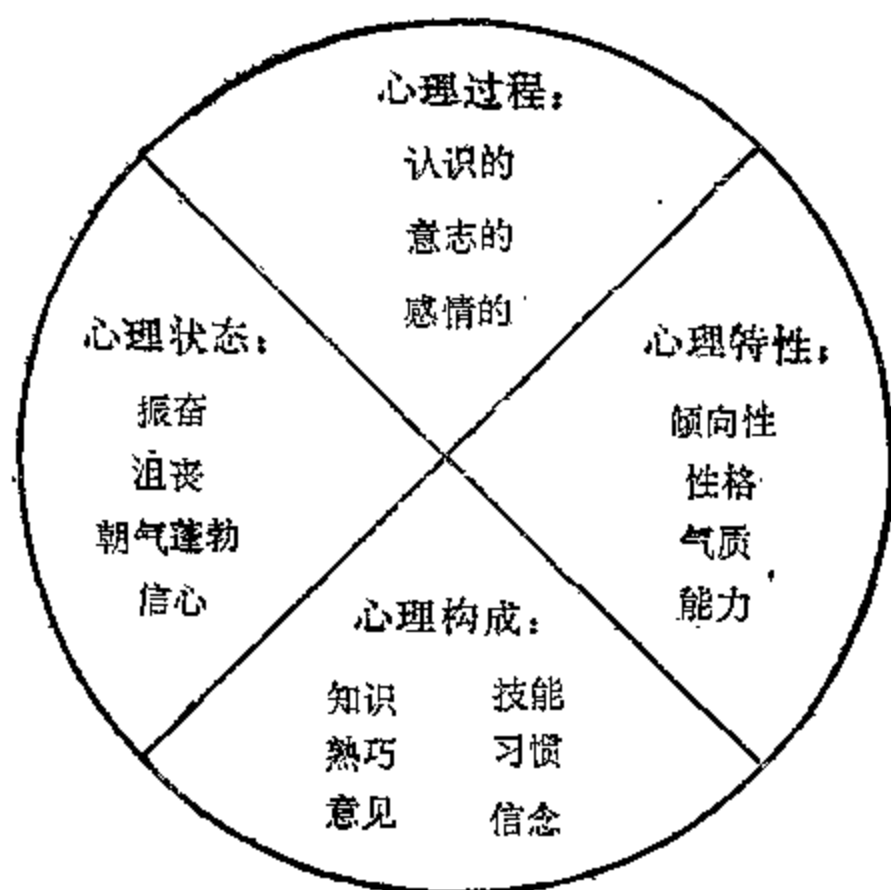 心理过程：
认识的
意志的
感情的
心理状态：
振奋
沮丧
朝气蓬勃
信心
心理特性：
倾向性
性格
气质
能力
心理构成：
知识 技能
熟巧 习惯
意见 信念